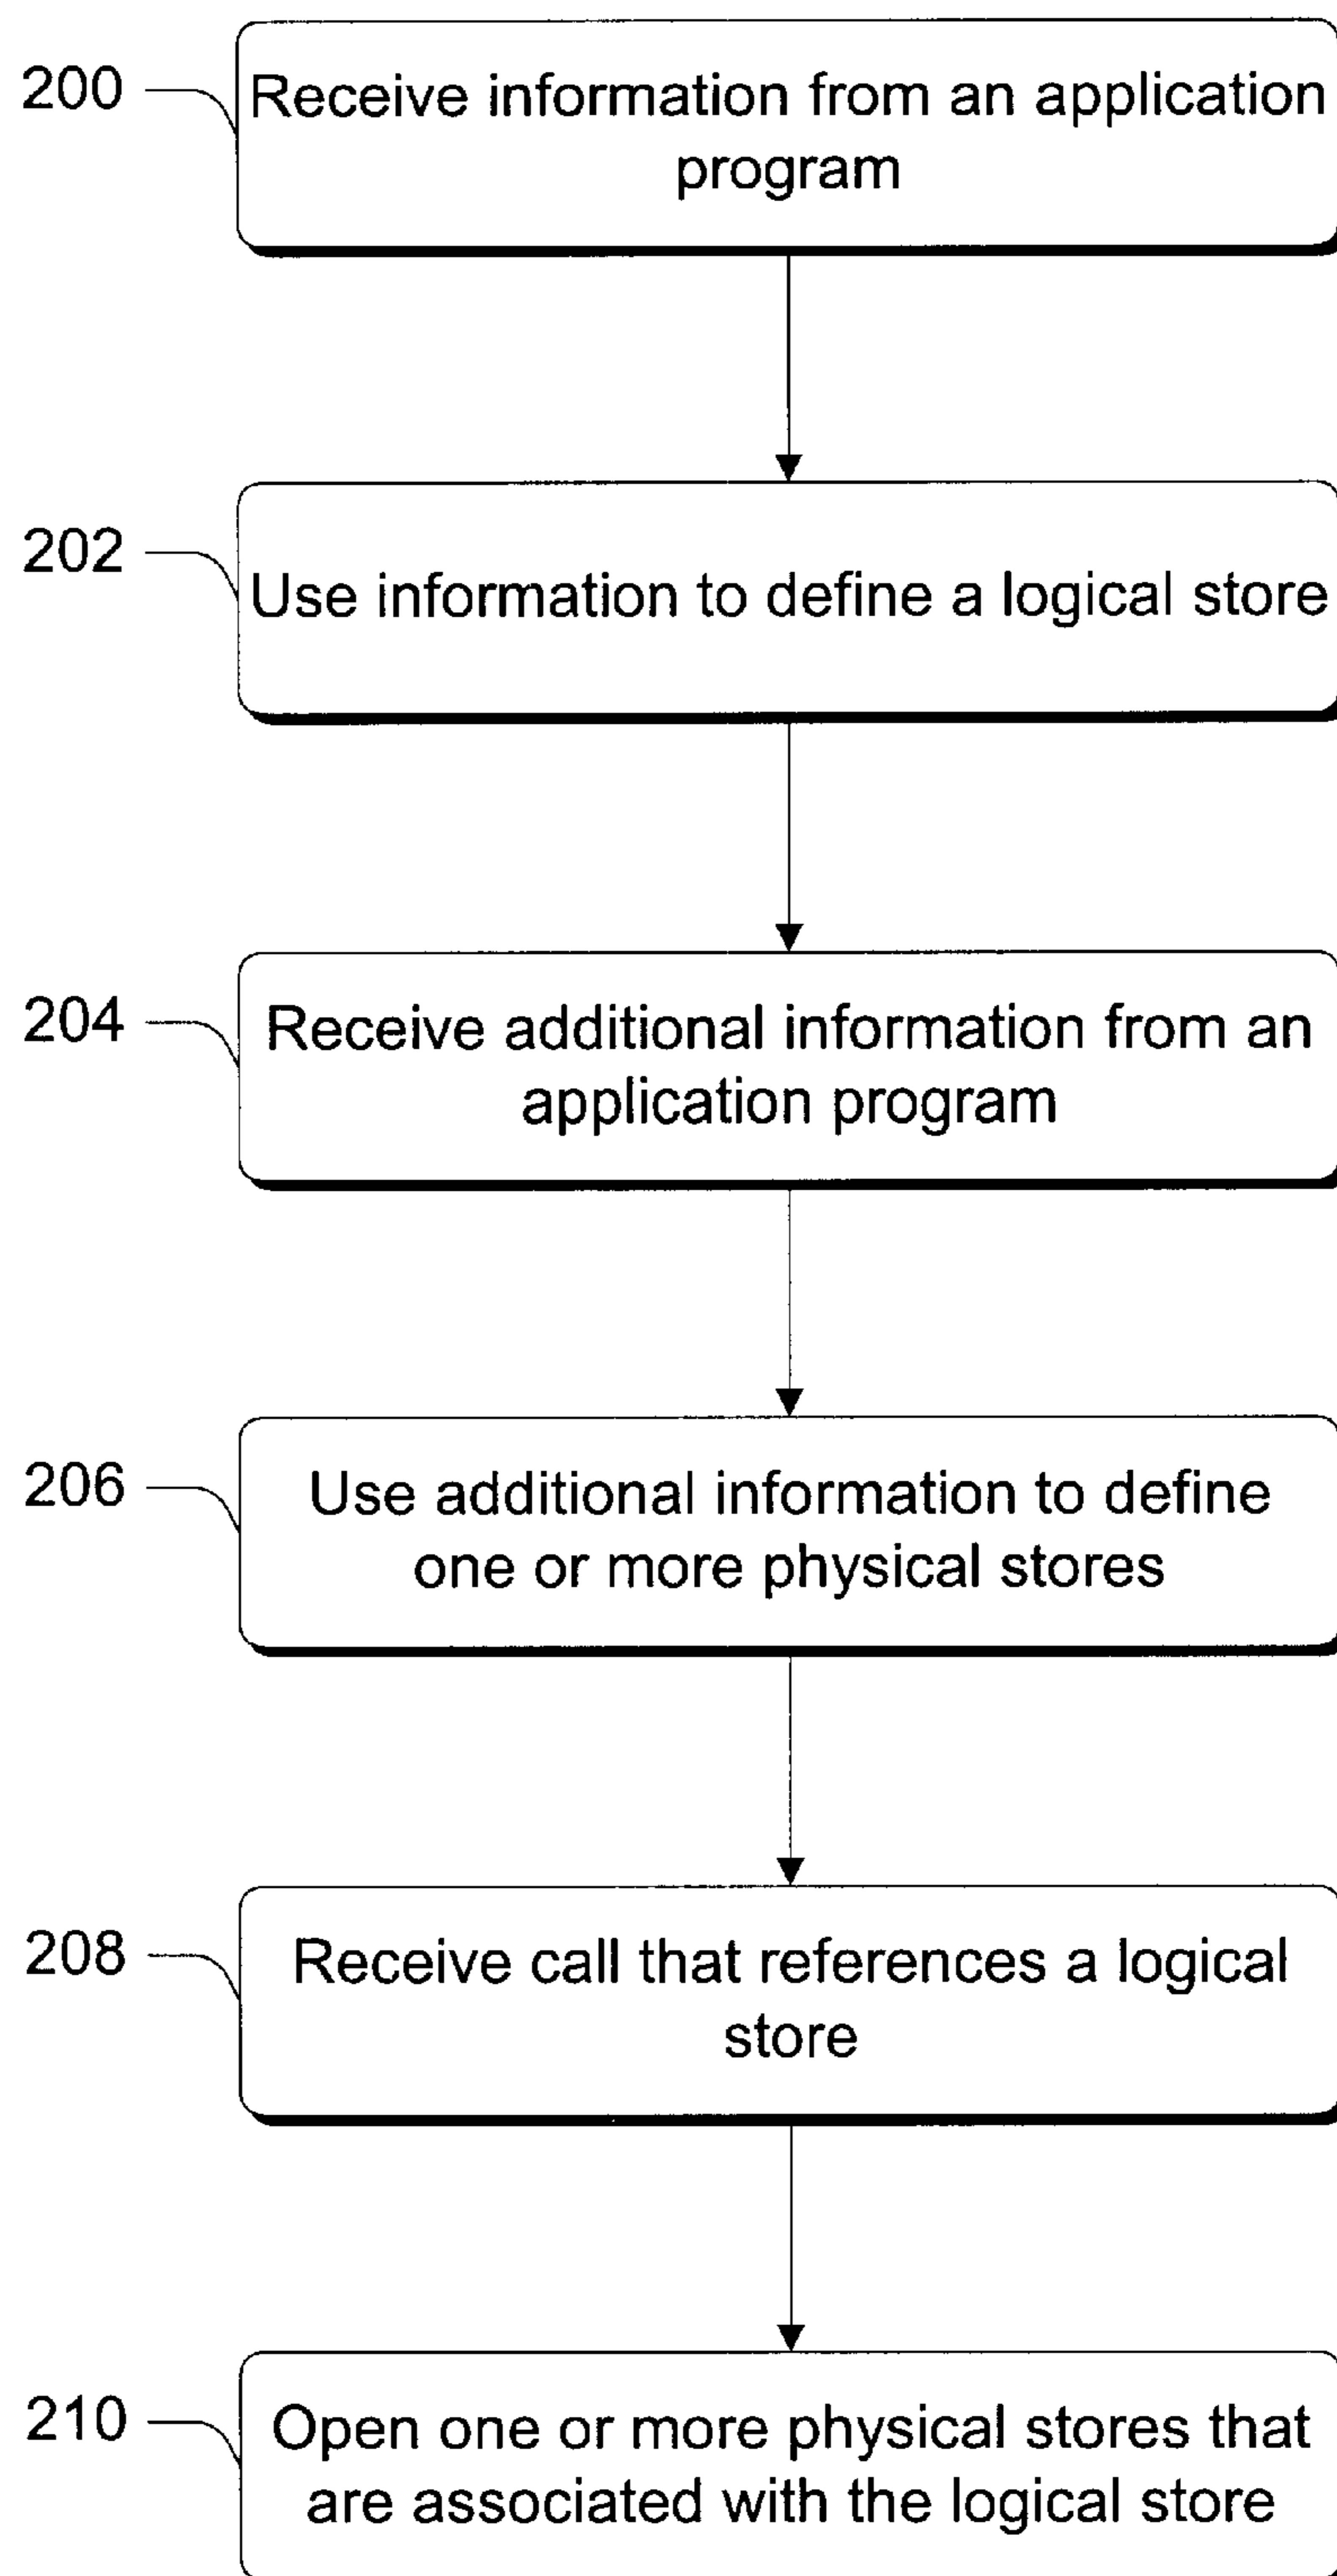 200
Receive information from an application
program
202
Use information to define a logical store
204
Receive additional information from an
application program
206
Use additional information to define
one or more physical stores
208
Receive call that references a logical
store
210
Open one or more physical stores that
are associated with the logical store